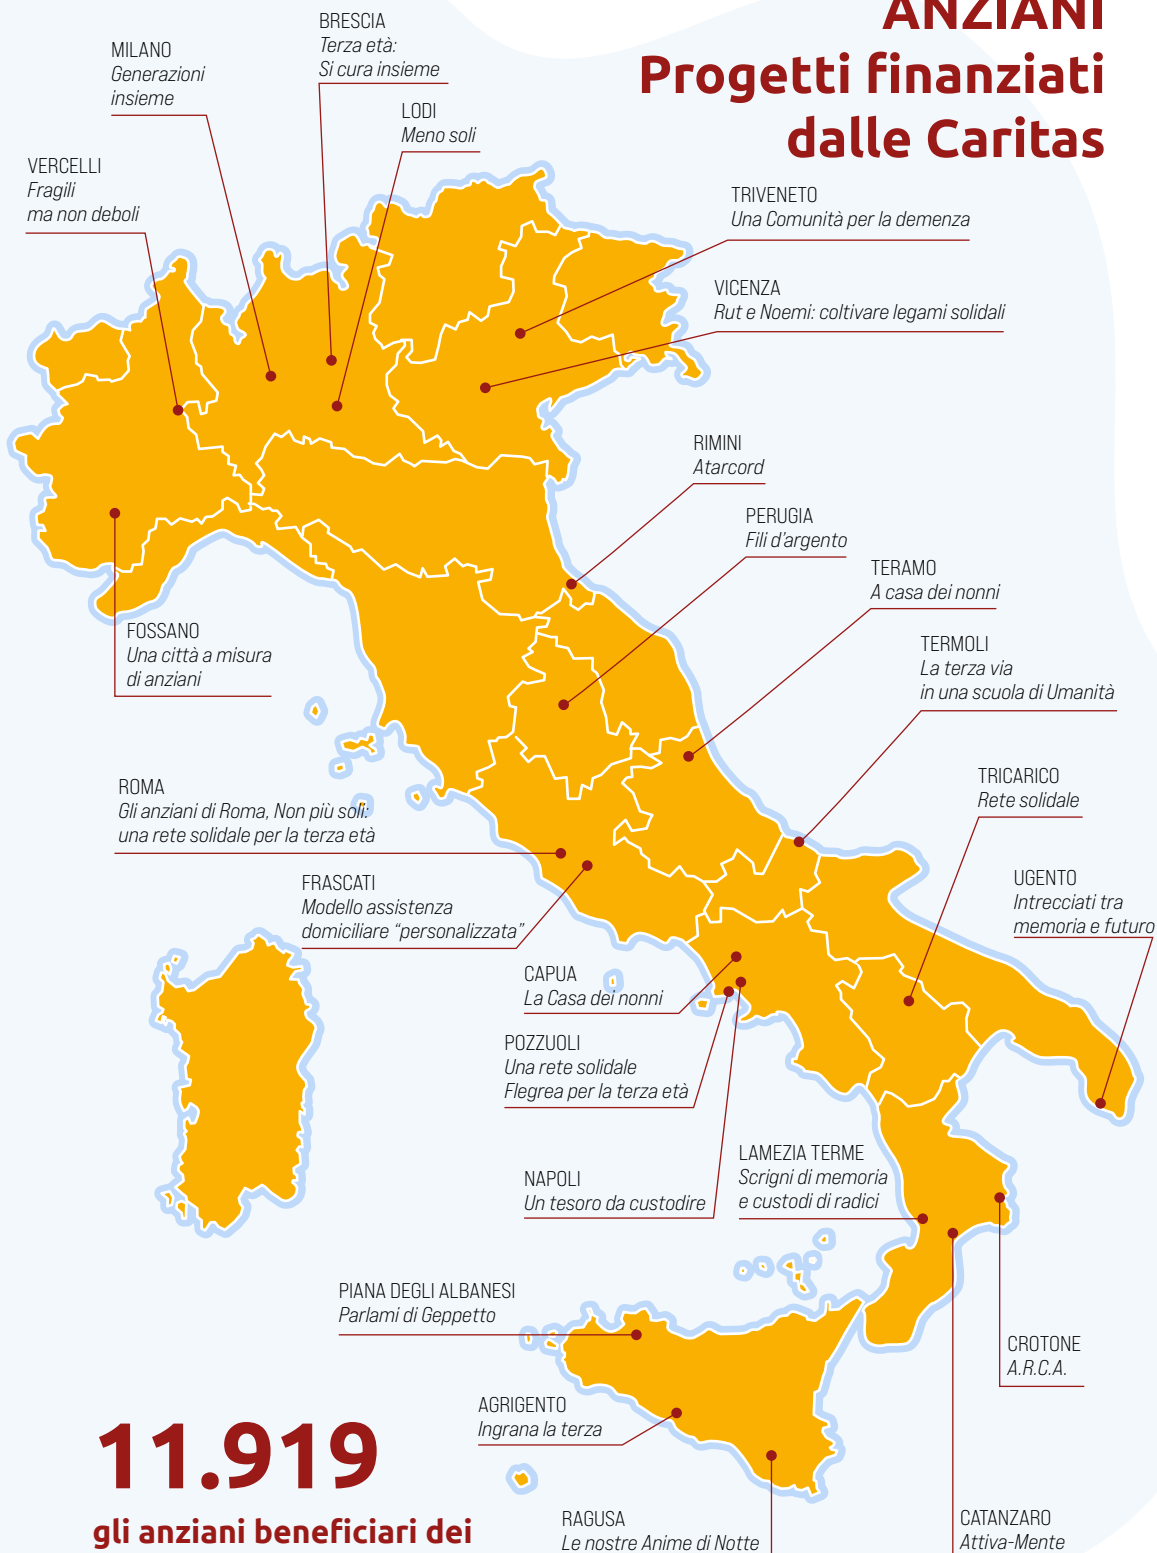 ANZIANI
Progetti finanziati
dalle Caritas
BRESCIA
Terza età:
Si cura insieme
MILANO
Generazioni
insieme
LODI
Meno soli
VERCELLI
Fragili
ma non deboli
TRIVENETO
Una Comunità per la demenza
VICENZA
Rut e Noemi: coltivare legami solidali
RIMINI
Atarcord
PERUGIA
Fili d'argento
TERAMO
A casa dei nonni
FOSSANO
Una città a misura
di anziani
TERMOLI
La terza via
in una scuola di Umanità
ROMA
Gli anziani di Roma, Non più soli:
una rete solidale per la terza età
TRICARICO
Rete solidale
FRASCATI
Modello assistenza
domiciliare “personalizzata”
UGENTO
Intrecciati tra
memoria e futuro
CAPUA
La Casa dei nonni
POZZUOLI
Una rete solidale
Flegrea per la terza età
NAPOLI
Un tesoro da custodire
LAMEZIA TERME
Scrigni di memoria
e custodi di radici
PIANA DEGLI ALBANESI
Parlami di Geppetto
CROTONE
A.R.C.A.
AGRIGENTO
Ingrana la terza
11.919
gli anziani beneficiari dei
RAGUSA
Le nostre Anime di Notte
CATANZARO
Attiva-Mente